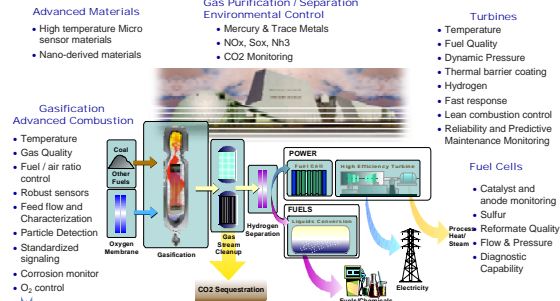 Advanced Materials
• High temperature Micro
sensor materials
• Nano-derived materials
Gas Purification / Separation
Environmental Control
• Mercury & Trace Metals
• NOx, Sox, Nh3
• CO2 Monitoring
Turbines
• Temperature
• Fuel Quality
• Dynamic Pressure
• Thermal barrier coating
• Hydrogen
• Fast response
• Lean combustion control
• Reliability and Predictive
Maintenance Monitoring
Gasification
Advanced Combustion
• Temperature
• Gas Quality
• Fuel / air ratio
control
• Robust sensors
• Feed flow and
Characterization
• Particle Detection
• Standardized
signaling
• Corrosion monitor
• O2 control
Coal
Other
Fuels
Oxygen
Membrane
Gasification
Gas
Stream
Cleanup
Hydrogen
Separation
CO2 Sequestration
POWER
Fuel Cell
High Efficiency Turbine
FUELS
Liquids Conversion
Fuels/Chemicals
Electricity
Process
Heat/
Steam
Fuel Cells
• Catalyst and
anode monitoring
• Sulfur
• Reformate Quality
• Flow & Pressure
• Diagnostic
Capability